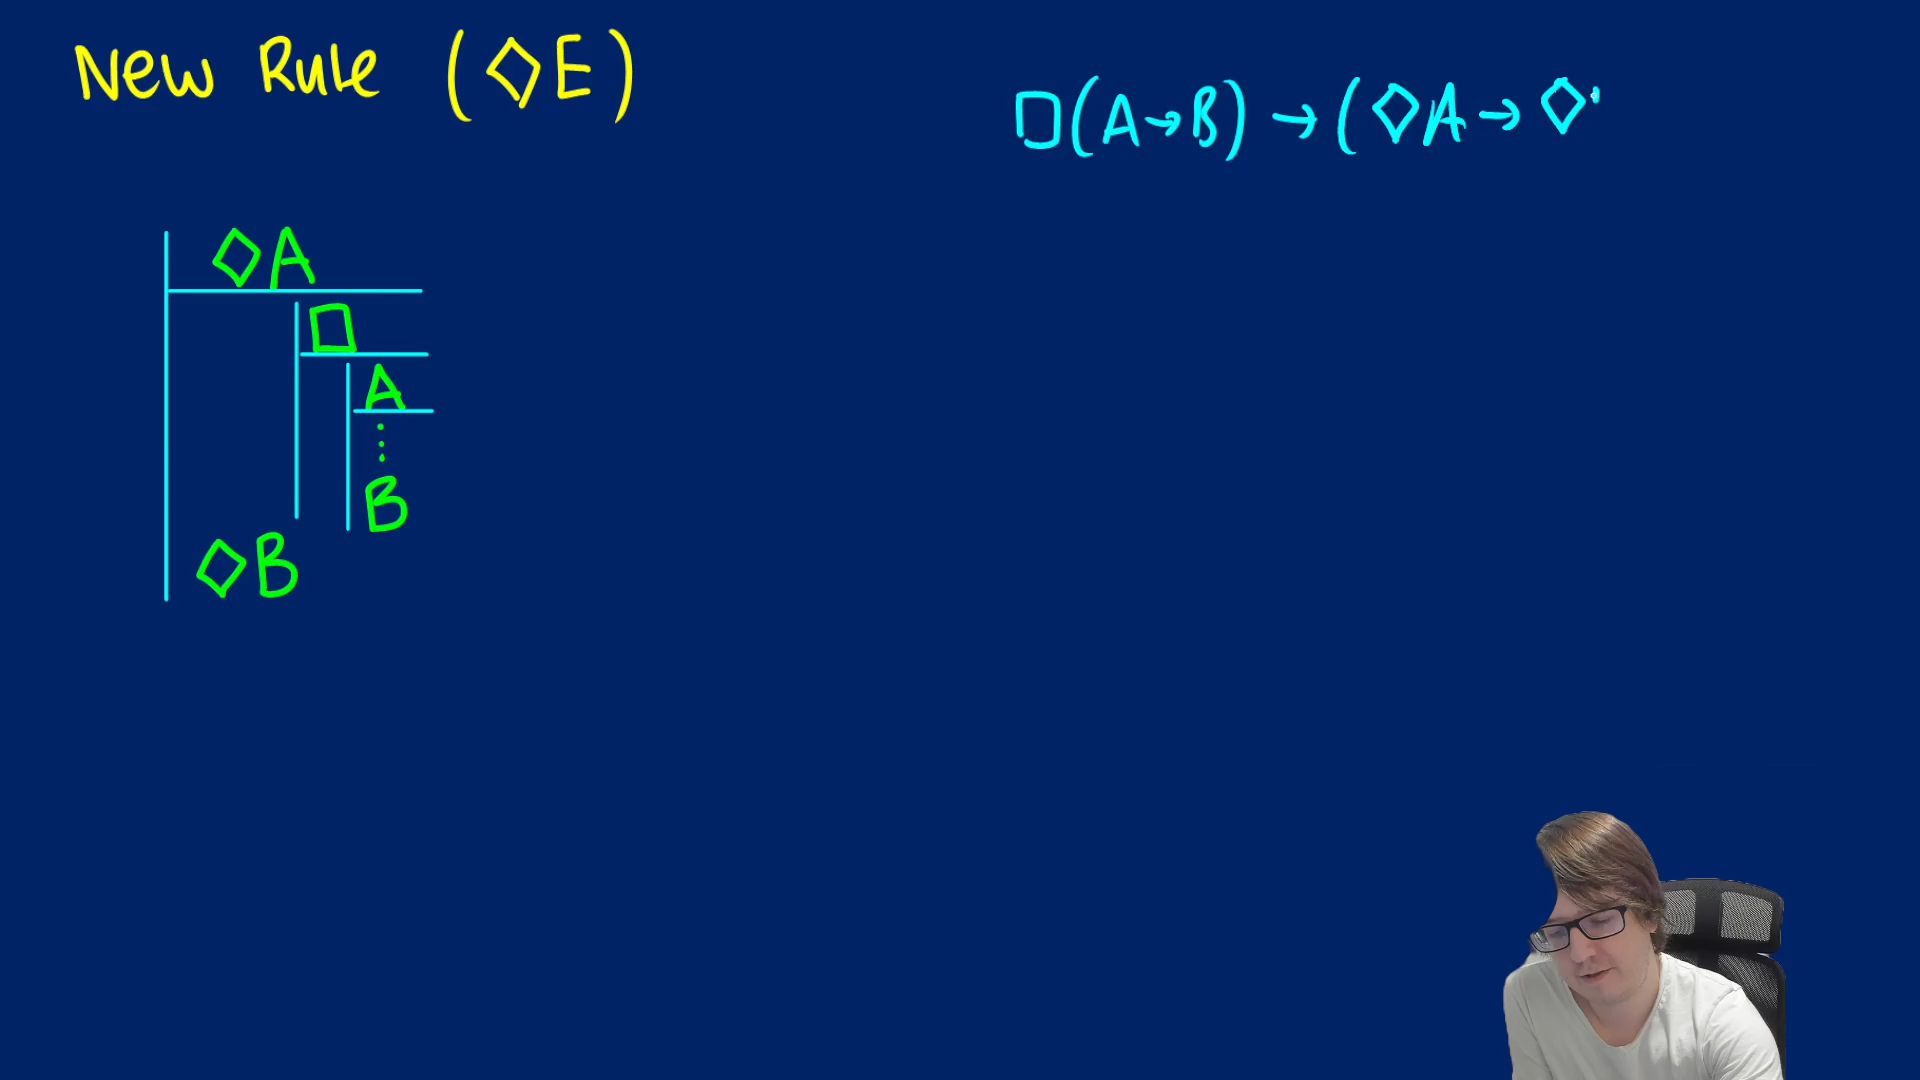 New Rule (◇E)
□(A→B) → (◇A → ◇
◇A
□
A
⋮
B
◇B